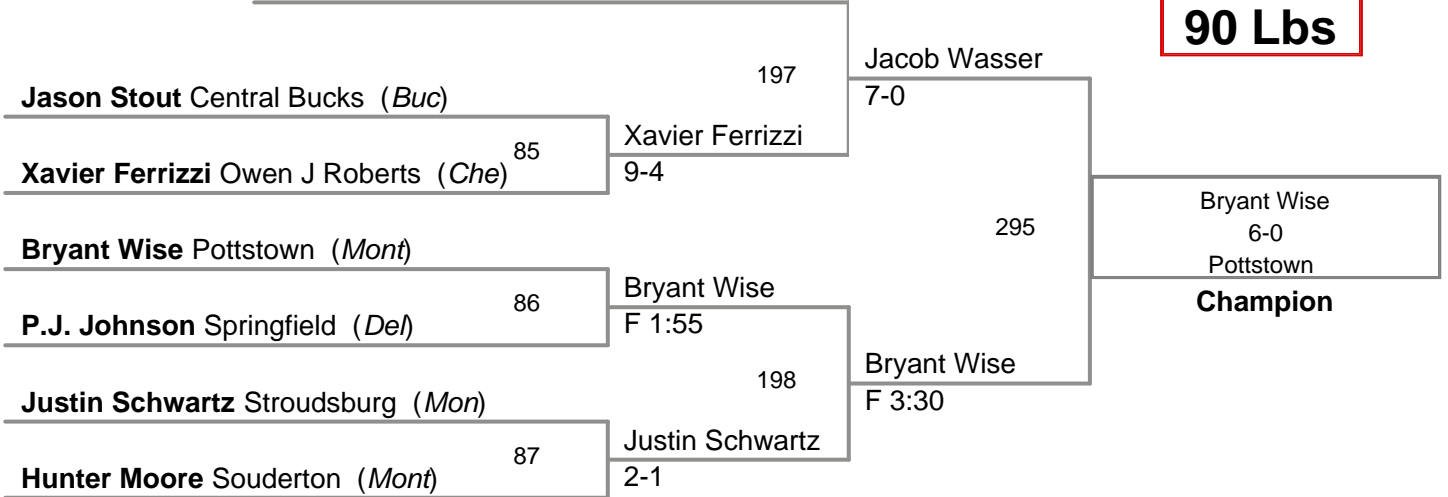 90 Lbs
Jacob Wasser
197
7-0
Jason Stout Central Bucks (Buc)
Xavier Ferrizzi
85
9-4
Xavier Ferrizzi Owen J Roberts (Che)
Bryant Wise
295
6-0
Pottstown
Champion
Bryant Wise Pottstown (Mont)
Bryant Wise
86
F 1:55
P.J. Johnson Springfield (Del)
Bryant Wise
198
F 3:30
Justin Schwartz Stroudsburg (Mon)
Justin Schwartz
87
2-1
Hunter Moore Souderton (Mont)